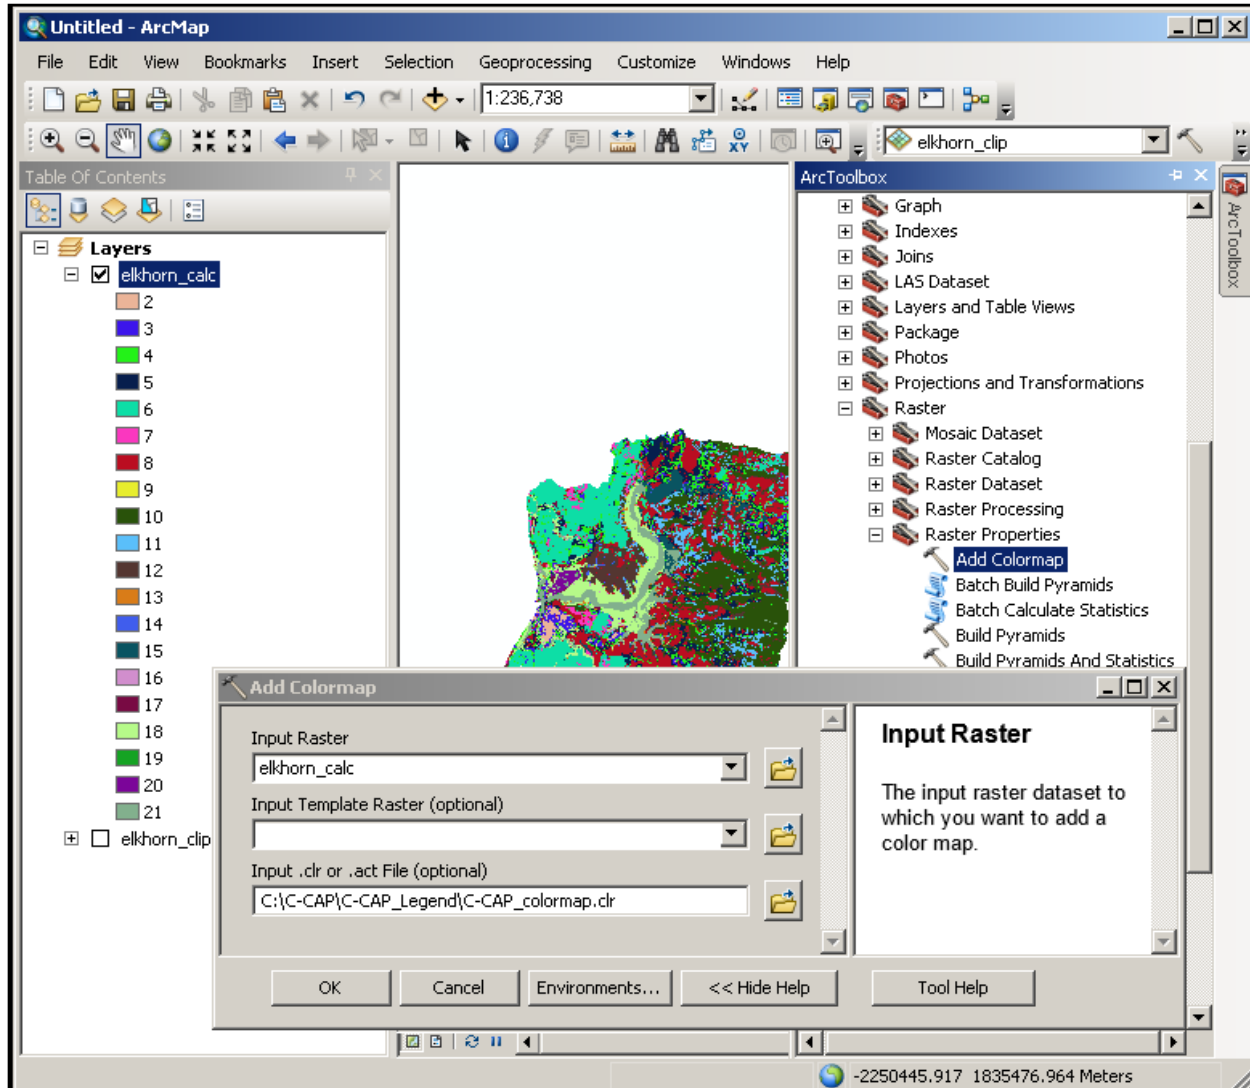 Untitled - ArcMap
File Edit View Bookmarks Insert Selection Geoprocessing Customize Windows Help
1:236,738
elkhorn_clip
Table Of Contents
Layers
elkhorn_calc
2
3
4
5
6
7
8
9
10
11
12
13
14
15
16
17
18
19
20
21
elkhorn_clip
ArcToolbox
Graph
Indexes
Joins
LAS Dataset
Layers and Table Views
Package
Photos
Projections and Transformations
Raster
Mosaic Dataset
Raster Catalog
Raster Dataset
Raster Processing
Raster Properties
Add Colormap
Batch Build Pyramids
Batch Calculate Statistics
Build Pyramids
Build Pyramids And Statistics
ArcToolbox
Add Colormap
Input Raster
elkhorn_calc
Input Template Raster (optional)
Input .clr or .act File (optional)
C:\C-CAP\C-CAP_Legend\C-CAP_colormap.clr
Input Raster
The input raster dataset to
which you want to add a
color map.
OK Cancel Environments... << Hide Help Tool Help
-2250445.917 1835476.964 Meters